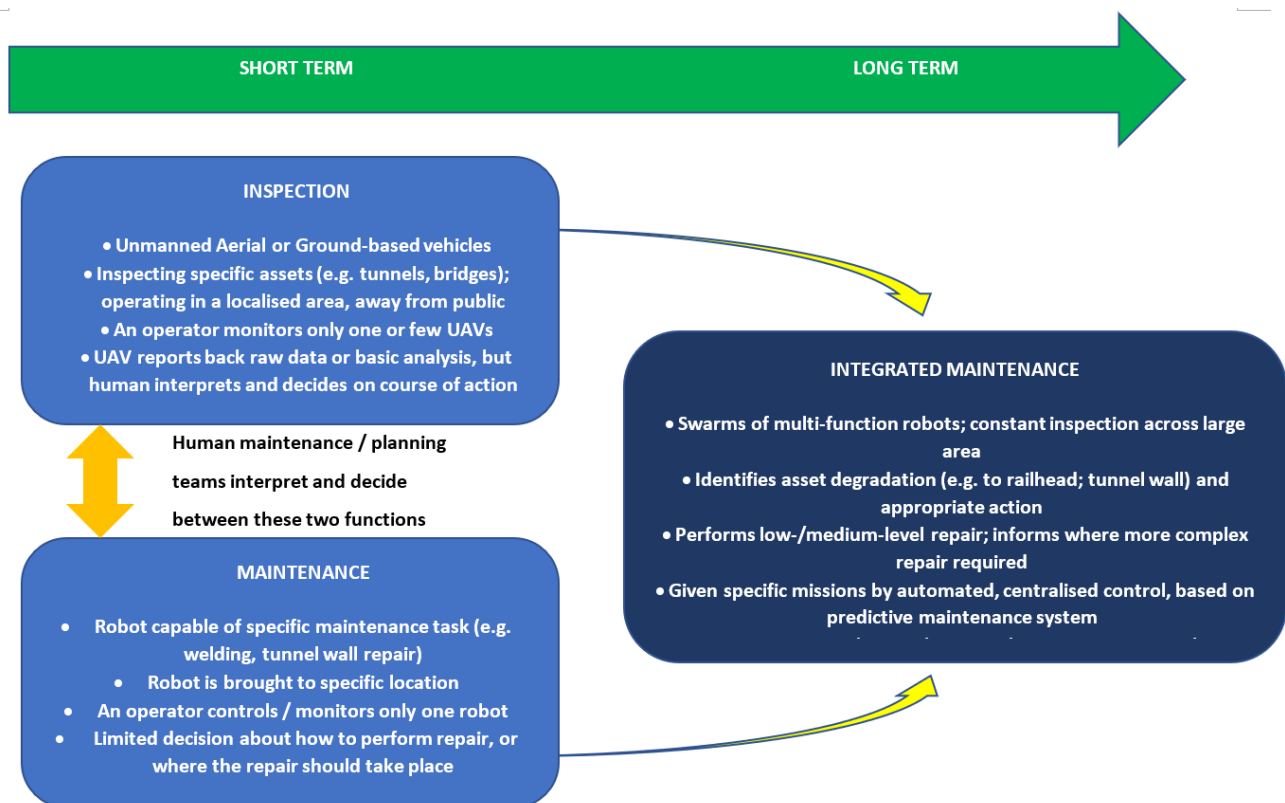 SHORT TERM
LONG TERM
INSPECTION
• Unmanned Aerial or Ground-based vehicles
• Inspecting specific assets (e.g. tunnels, bridges);
operating in a localised area, away from public
• An operator monitors only one or few UAVs
• UAV reports back raw data or basic analysis, but
human interprets and decides on course of action
Human maintenance / planning
teams interpret and decide
between these two functions
MAINTENANCE
• Robot capable of specific maintenance task (e.g.
welding, tunnel wall repair)
• Robot is brought to specific location
• An operator controls / monitors only one robot
• Limited decision about how to perform repair, or
where the repair should take place
INTEGRATED MAINTENANCE
• Swarms of multi-function robots; constant inspection across large
area
• Identifies asset degradation (e.g. to railhead; tunnel wall) and
appropriate action
• Performs low-/medium-level repair; informs where more complex
repair required
• Given specific missions by automated, centralised control, based on
predictive maintenance system